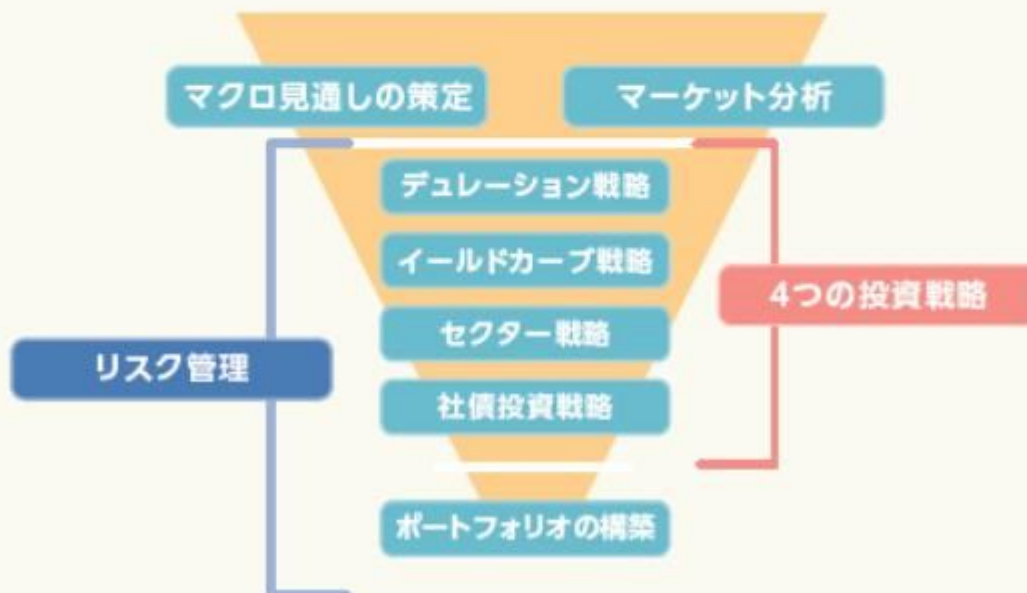 マクロ見通しの策定
マーケット分析
デュレーション戦略
イールドカーブ戦略
4つの投資戦略
セクター戦略
リスク管理
社債投資戦略
ポートフォリオの構築